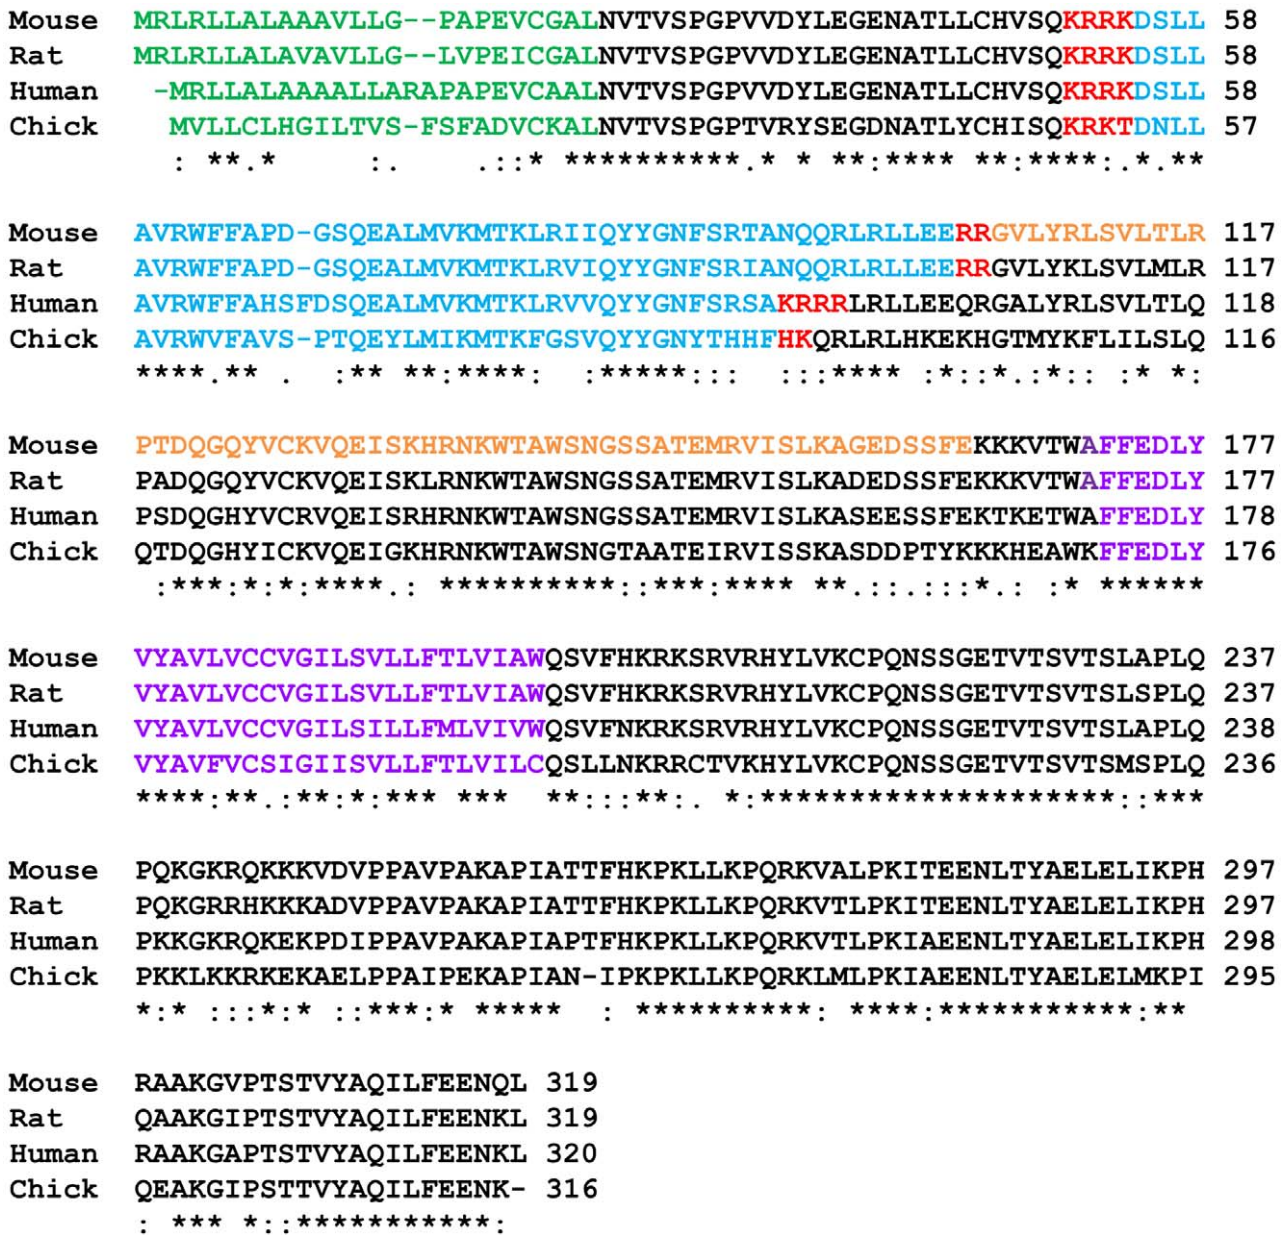 Mouse MRLRLLALAAAVLLG--PAPEVCGALNVTVSPGPVVDYLEGENATLLCHVSQKRRKDSLL 58
Rat MRLRLLALAVAVLLG--LVPEICGALNVTVSPGPVVDYLEGENATLLCHVSQKRRKDSLL 58
Human -MRLLALAAAALLARAPAPEVCAALNVTVSPGPVVDYLEGENATLLCHVSQKRRKDSLL 58
Chick MVLLCLHGILTVS-FSFADVCKALNVTVSPGPTVRYSEGDNATLYCHISQKRKTDNLL 57
: **.* :. .::* **********.* * **:**** **:****:.*.**
Mouse AVRWFFAPD-GSQEALMVKMTKLRIIQYYGNFSRTANQQRLRLLEERRGVLYRLSVLTLR 117
Rat AVRWFFAPD-GSQEALMVKMTKLRVIQYYGNFSRIANQQRLRLLEERRGVLYKLSVLMLR 117
Human AVRWFFAHSFDSQEALMVKMTKLRVVQYYGNFSRSAKRRRLRLLEEQRGALYRLSVLTLQ 118
Chick AVRWVFAVS-PTQEYLMIKMTKFGSVQYYGNYTHHFHKQRLRLHKEKHGTMYKFLILSLQ 116
****.** . :** **:****: :*****::: ::**** :*::*.:*:: :* *:
Mouse PTDQGQYVCKVQEISKHRNKWTAWSNGSSATEMRVISLKAGEDSSFEKKKVTWAFFEDLY 177
Rat PADQGQYVCKVQEISKLRNKWTAWSNGSSATEMRVISLKADEDSSFEKKKVTWAFFEDLY 177
Human PSDQGHYVCRVQEISRHRNKWTAWSNGSSATEMRVISLKASEESSFEKTKETWAFFEDLY 178
Chick QTDQGHYICKVQEIGKHRNKWTAWSNGTAATEIRVISSKASDDPTYKKKHEAWKFFEDLY 176
:***:*:*:****.: **********::***:**** **.::.:::*.: :* ******
Mouse VYAVLVCCVGILSVLLFTLVIAWQSVFHKRKSRVRHYLVKCPQNSSGETVTSVTSLAPLQ 237
Rat VYAVLVCCVGILSVLLFTLVIAWQSVFHKRKSRVRHYLVKCPQNSSGETVTSVTSLSPLQ 237
Human VYAVLVCCVGILSILLFMLVIVWQSVFNKRKSRVRHYLVKCPQNSSGETVTSVTSLAPLQ 238
Chick VYAVFVCSIGIISVLLFTLVILCQSLLNKRRCTVKHYLVKCPQNSSGETVTSVTSMSPLQ 236
****:**.:**:*:*** *** **:::**:. *:********************::***
Mouse PQKGKRQKKKVDVPPAVPAKAPIATTFHKPKLLKPQRKVALPKITEENLTYAELELIKPH 297
Rat PQKGRRHKKKADVPPAVPAKAPIATTFHKPKLLKPQRKVTLPKITEENLTYAELELIKPH 297
Human PKKGKRQKEKPDIPPAVPAKAPIAPTFHKPKLLKPQRKVTLPKIAEENLTYAELELIKPH 298
Chick PKKLKKRKEKAELPPAIPEKAPIAN-IPKPKLLKPQRKLMLPKIAEENLTYAELELMKPI 295
*:* :::*:* ::***:* ***** : **********: ****:***********:**
Mouse RAAKGVPTSTVYAQILFEENQL 319
Rat QAAKGIPTSTVYAQILFEENKL 319
Human RAAKGAPTSTVYAQILFEENKL 320
Chick QEAKGIPSTTVYAQILFEENK- 316
: *** *::***********: